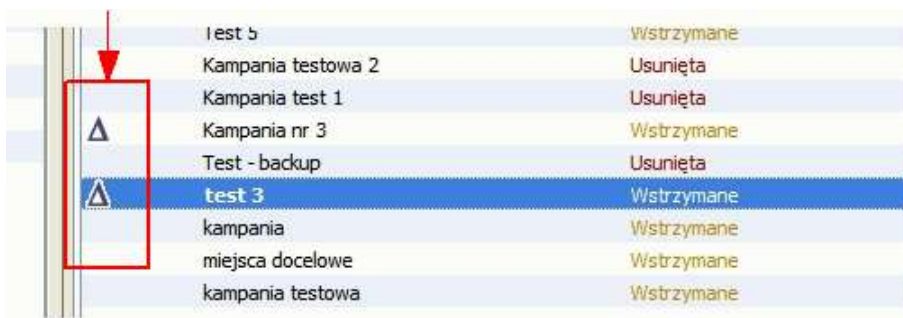 Test 5 Wstrzymane
Kampania testowa 2 Usunięta
Kampania test 1 Usunięta
Δ Kampania nr 3 Wstrzymane
Test - backup Usunięta
Δ test 3 Wstrzymane
kampania Wstrzymane
miejsca docelowe Wstrzymane
kampania testowa Wstrzymane